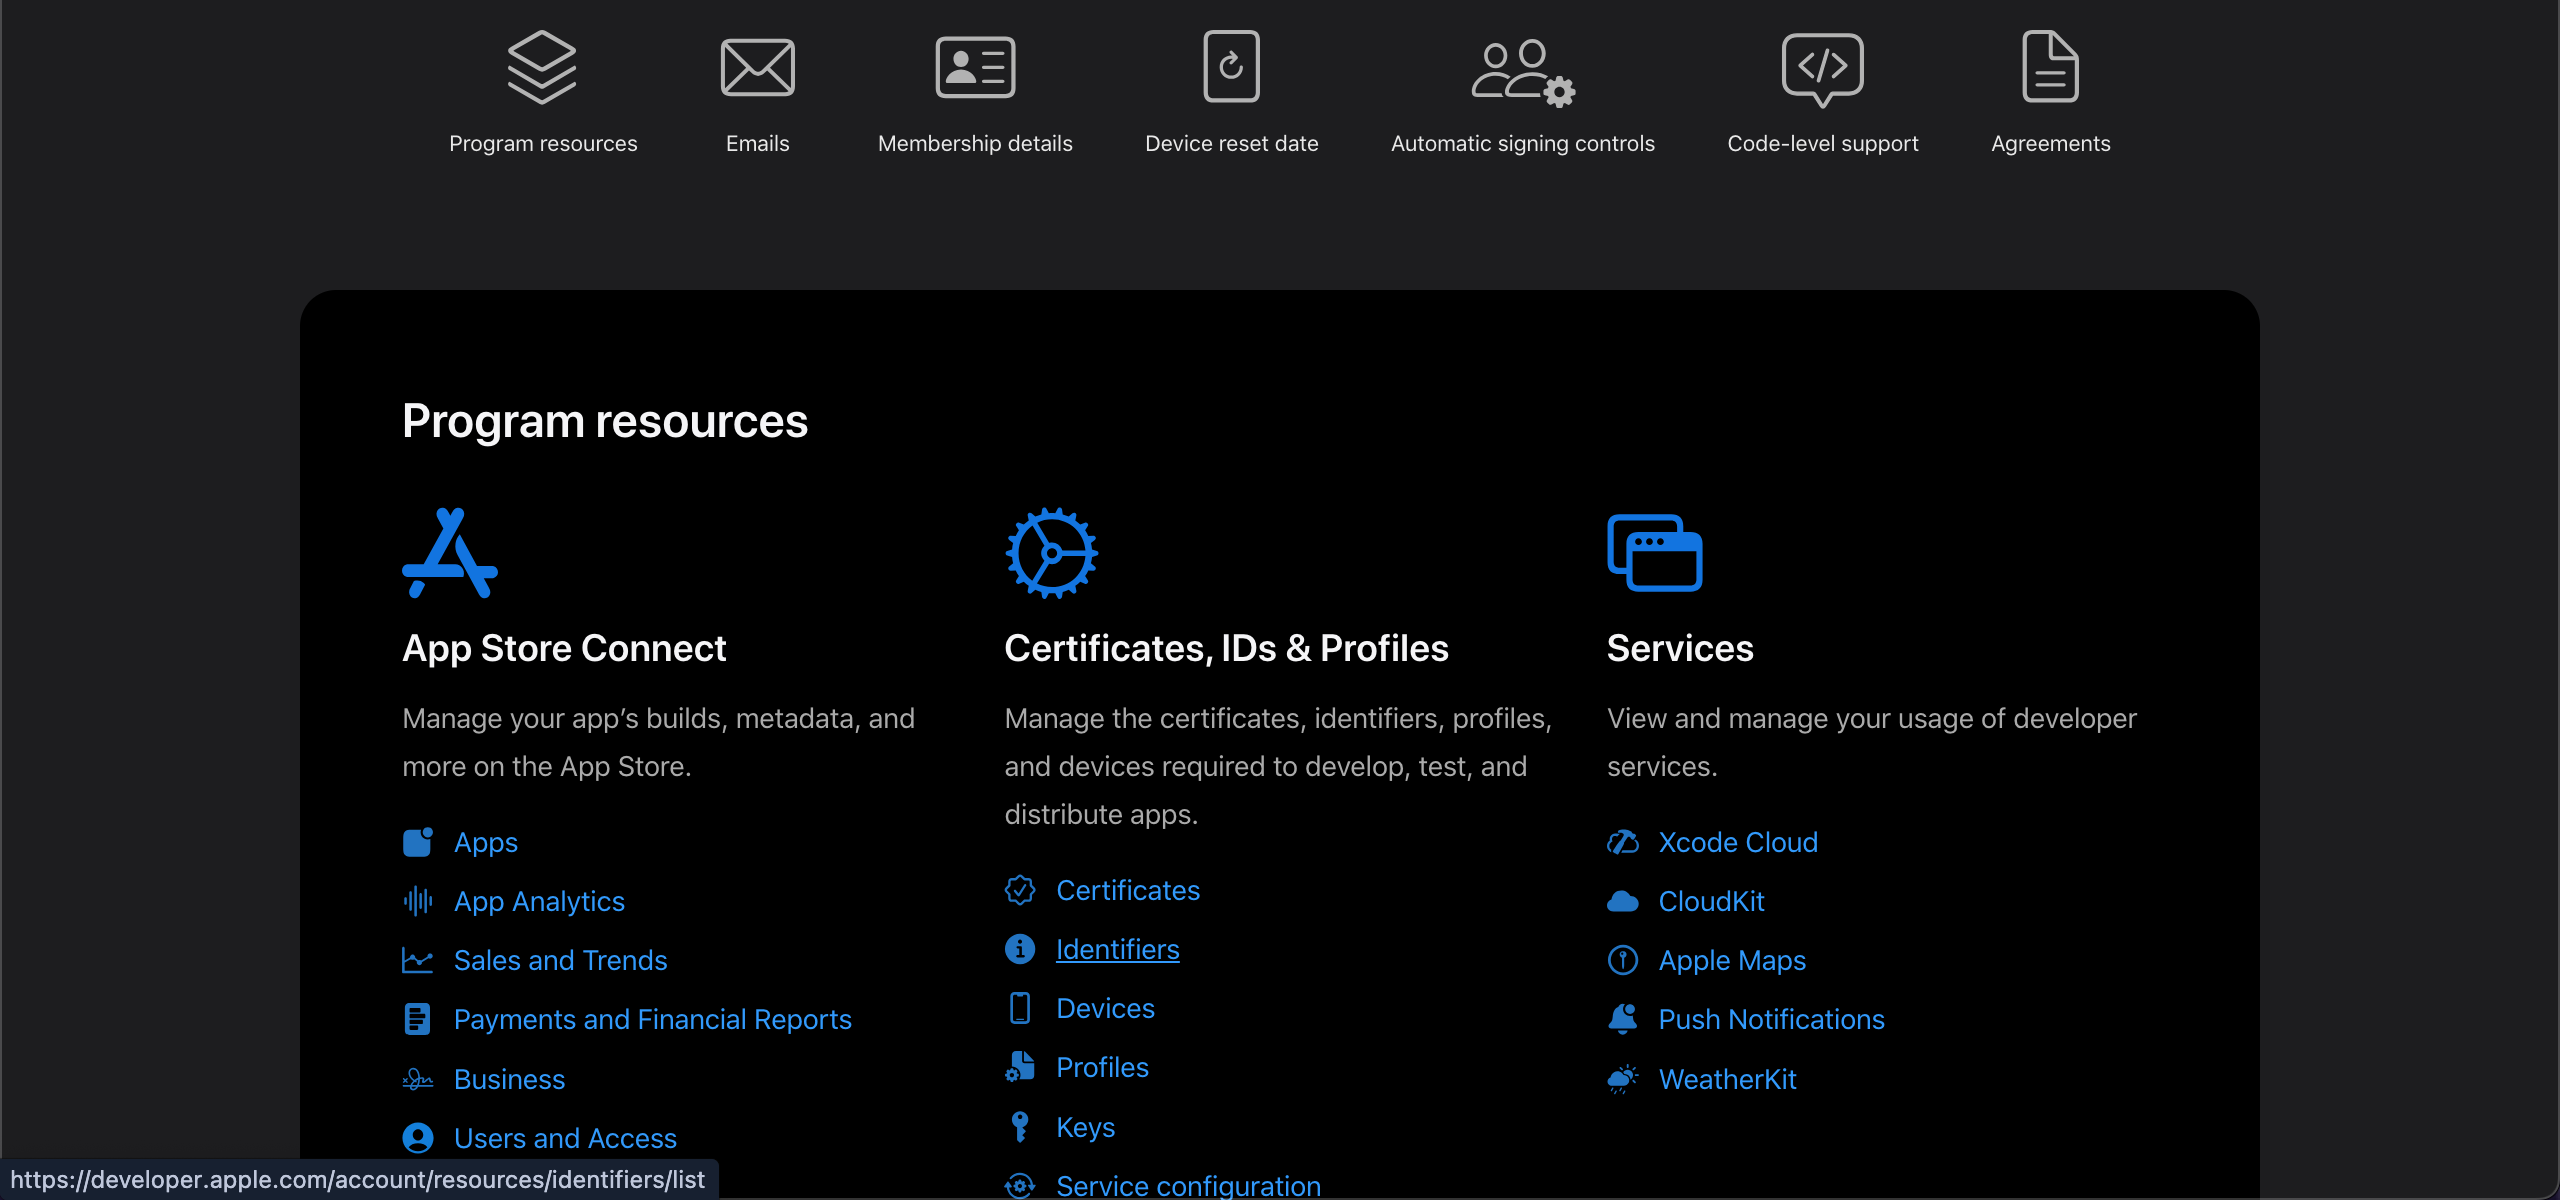 Program resources
Emails
Membership details
Device reset date
Automatic signing controls
Code-level support
Agreements
Program resources
App Store Connect
Manage your app’s builds, metadata, and
more on the App Store.
Apps
App Analytics
Sales and Trends
Payments and Financial Reports
Business
Users and Access
Certificates, IDs & Profiles
Manage the certificates, identifiers, profiles,
and devices required to develop, test, and
distribute apps.
Certificates
Identifiers
Devices
Profiles
Keys
Service configuration
Services
View and manage your usage of developer
services.
Xcode Cloud
CloudKit
Apple Maps
Push Notifications
WeatherKit
https://developer.apple.com/account/resources/identifiers/list